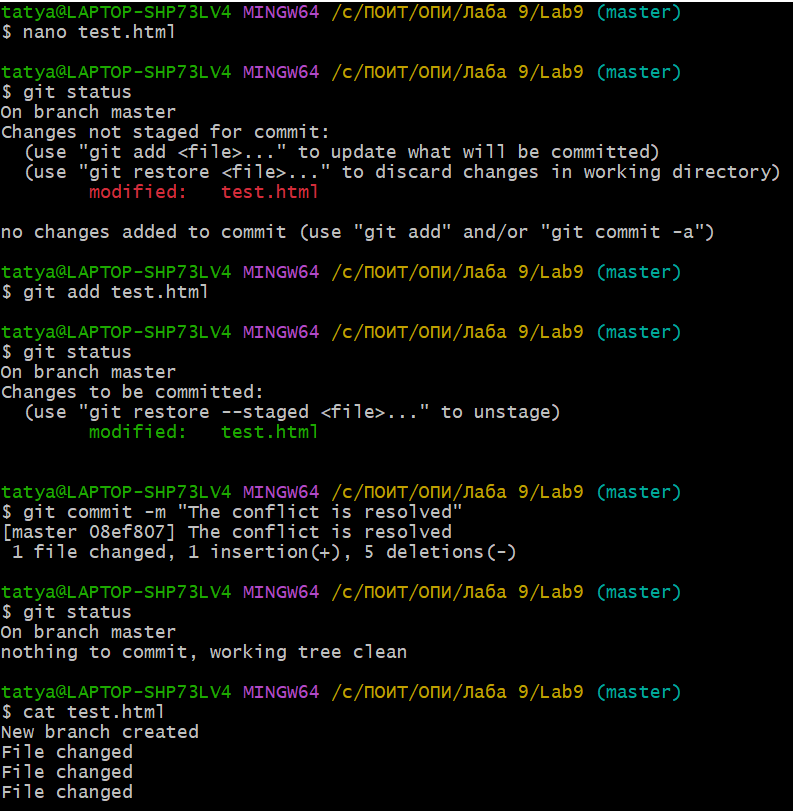 tatya@LAPTOP-SHP73LV4 MINGW64 /c/ПОИТ/ОПИ/Лаба 9/Lab9 (master)
$ nano test.html
tatya@LAPTOP-SHP73LV4 MINGW64 /c/ПОИТ/ОПИ/Лаба 9/Lab9 (master)
$ git status
On branch master
Changes not staged for commit:
  (use "git add <file>..." to update what will be committed)
  (use "git restore <file>..." to discard changes in working directory)
        modified:   test.html
no changes added to commit (use "git add" and/or "git commit -a")
tatya@LAPTOP-SHP73LV4 MINGW64 /c/ПОИТ/ОПИ/Лаба 9/Lab9 (master)
$ git add test.html
tatya@LAPTOP-SHP73LV4 MINGW64 /c/ПОИТ/ОПИ/Лаба 9/Lab9 (master)
$ git status
On branch master
Changes to be committed:
  (use "git restore --staged <file>..." to unstage)
        modified:   test.html
tatya@LAPTOP-SHP73LV4 MINGW64 /c/ПОИТ/ОПИ/Лаба 9/Lab9 (master)
$ git commit -m "The conflict is resolved"
[master 08ef807] The conflict is resolved
 1 file changed, 1 insertion(+), 5 deletions(-)
tatya@LAPTOP-SHP73LV4 MINGW64 /c/ПОИТ/ОПИ/Лаба 9/Lab9 (master)
$ git status
On branch master
nothing to commit, working tree clean
tatya@LAPTOP-SHP73LV4 MINGW64 /c/ПОИТ/ОПИ/Лаба 9/Lab9 (master)
$ cat test.html
New branch created
File changed
File changed
File changed